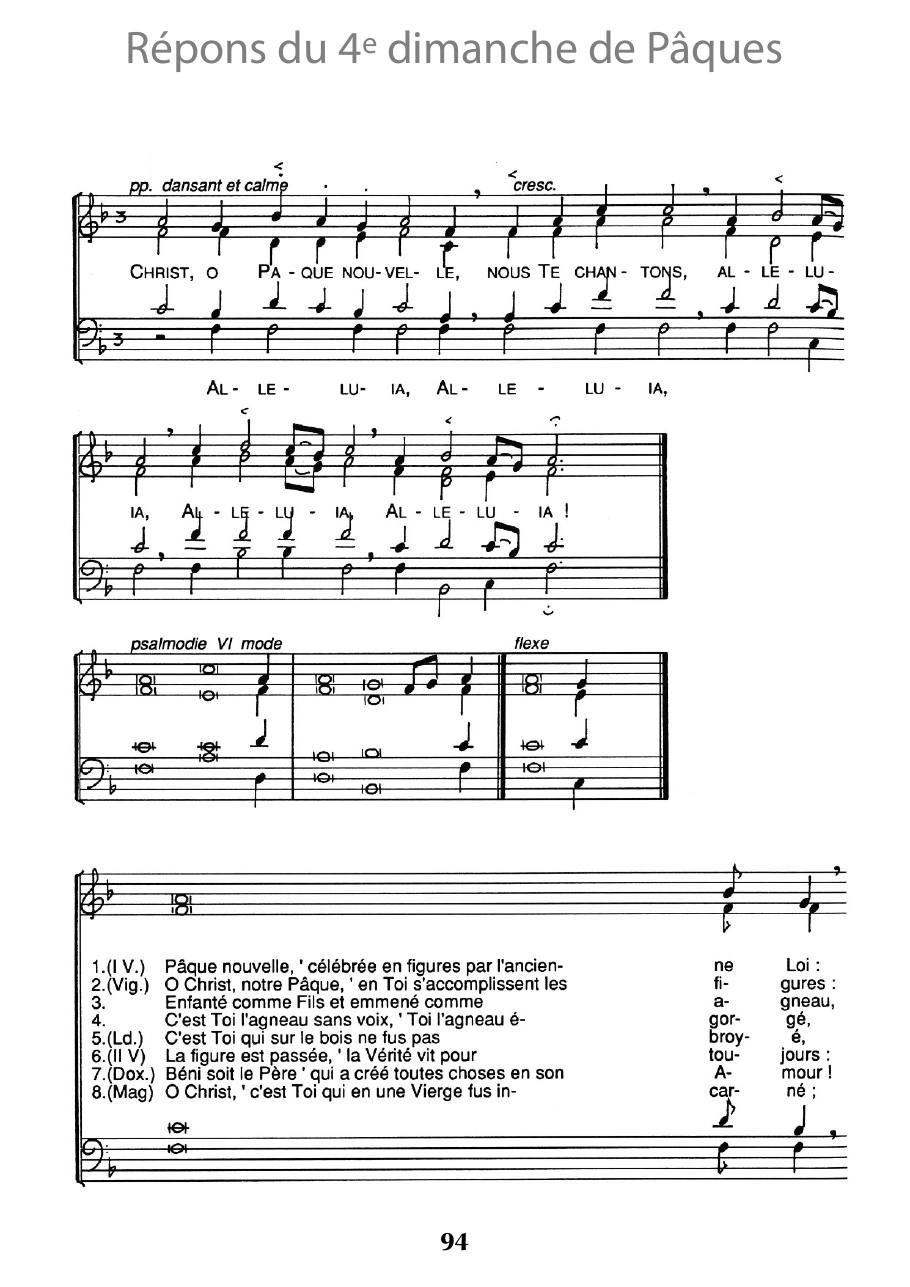 Répons du 4e dimanche de Pâques
pp. dansant et calme cresc.
3
CHRIST, O PA - QUE NOU-VEL- LE, NOUS TE CHAN- TONS, AL - LE - LU-
3
AL- LE - LU- IA, AL- LE - LU - IA,
IA, AL - LE - LU - IA, AL - LE - LU - IA !
psalmodie VI mode flexe
1.(I V.) Pâque nouvelle, ' célébrée en figures par l'ancien- ne Loi :
2.(Vig.) O Christ, notre Pâque, ' en Toi s'accomplissent les fi- gures :
3. Enfanté comme Fils et emmené comme a- gneau,
4. C'est Toi l'agneau sans voix, ' Toi l'agneau é- gor- gé,
5.(Ld.) C'est Toi qui sur le bois ne fus pas broy- é,
6.(II V) La figure est passée, ' la Vérité vit pour tou- jours :
7.(Dox.) Béni soit le Père ' qui a créé toutes choses en son A- mour !
8.(Mag) O Christ, ' c'est Toi qui en une Vierge fus in- car- né ;
94